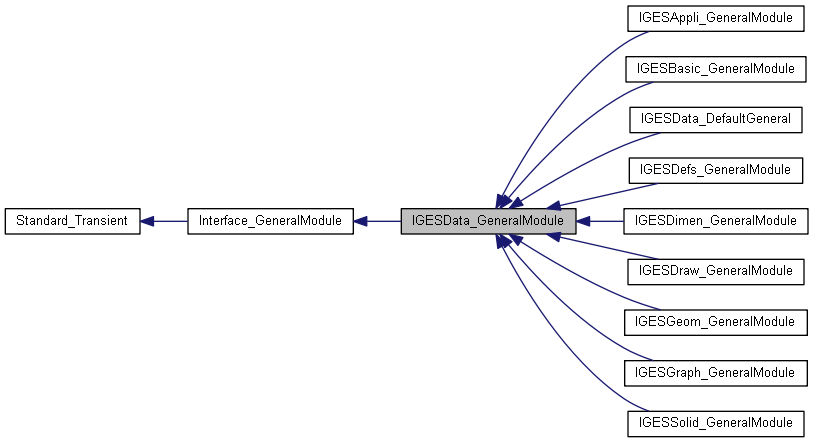 IGESAppli_GeneralModule
IGESBasic_GeneralModule
IGESData_DefaultGeneral
IGESDefs_GeneralModule
Standard_Transient
Interface_GeneralModule
IGESData_GeneralModule
IGESDimen_GeneralModule
IGESDraw_GeneralModule
IGESGeom_GeneralModule
IGESGraph_GeneralModule
IGESSolid_GeneralModule